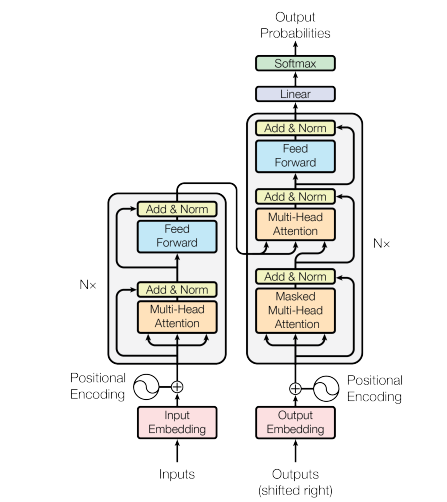 Output
Probabilities
Softmax
Linear
Add & Norm
Feed
Forward
Add & Norm
Multi-Head
Attention
Add & Norm
Masked
Multi-Head
Attention
N×
Positional
Encoding
Output
Embedding
Outputs
(shifted right)
Add & Norm
Feed
Forward
Add & Norm
Multi-Head
Attention
N×
Positional
Encoding
Input
Embedding
Inputs